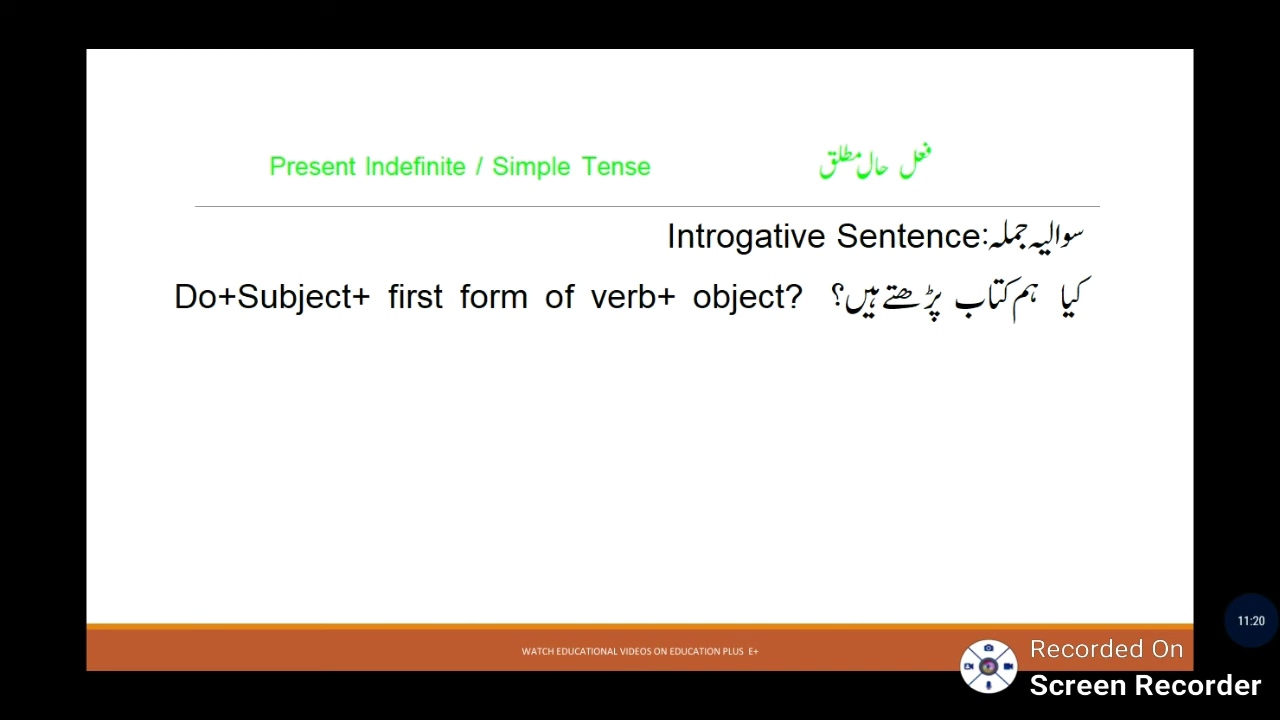 Present Indefinite / Simple Tense فعل حال مطلق
سوالیہ جملہ:Introgative Sentence
Do+Subject+ first form of verb+ object? کیا ہم کتاب پڑھتے ہیں؟
11:20
WATCH EDUCATIONAL VIDEOS ON EDUCATION PLUS E+
Recorded On
Screen Recorder